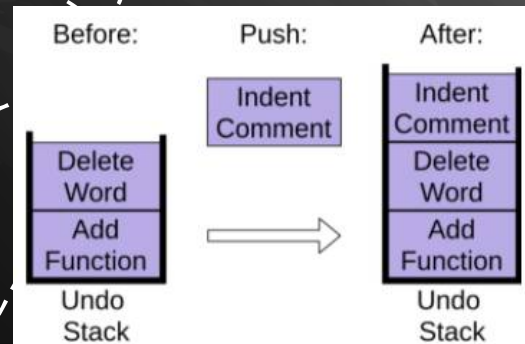 Before:
Push:
After:
Indent
Comment
Delete
Word
Add
Function
Undo
Stack
Indent
Comment
Delete
Word
Add
Function
Undo
Stack